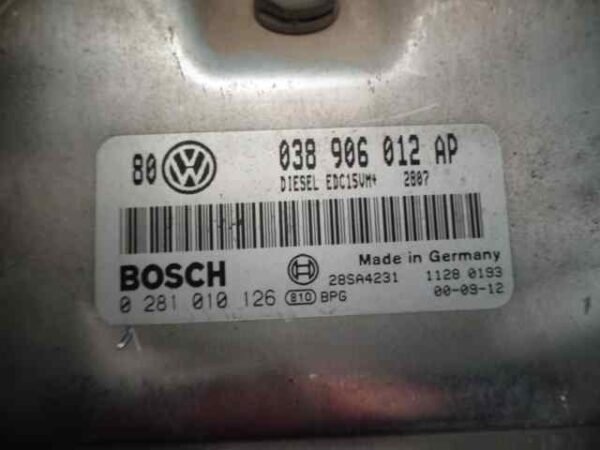 80 VW 038 906 012 AP
DIESEL EDC15VM+ 2807
Made in Germany
BOSCH 28SA4231 1128 0193
0 281 010 126 810 BPG 00-09-12